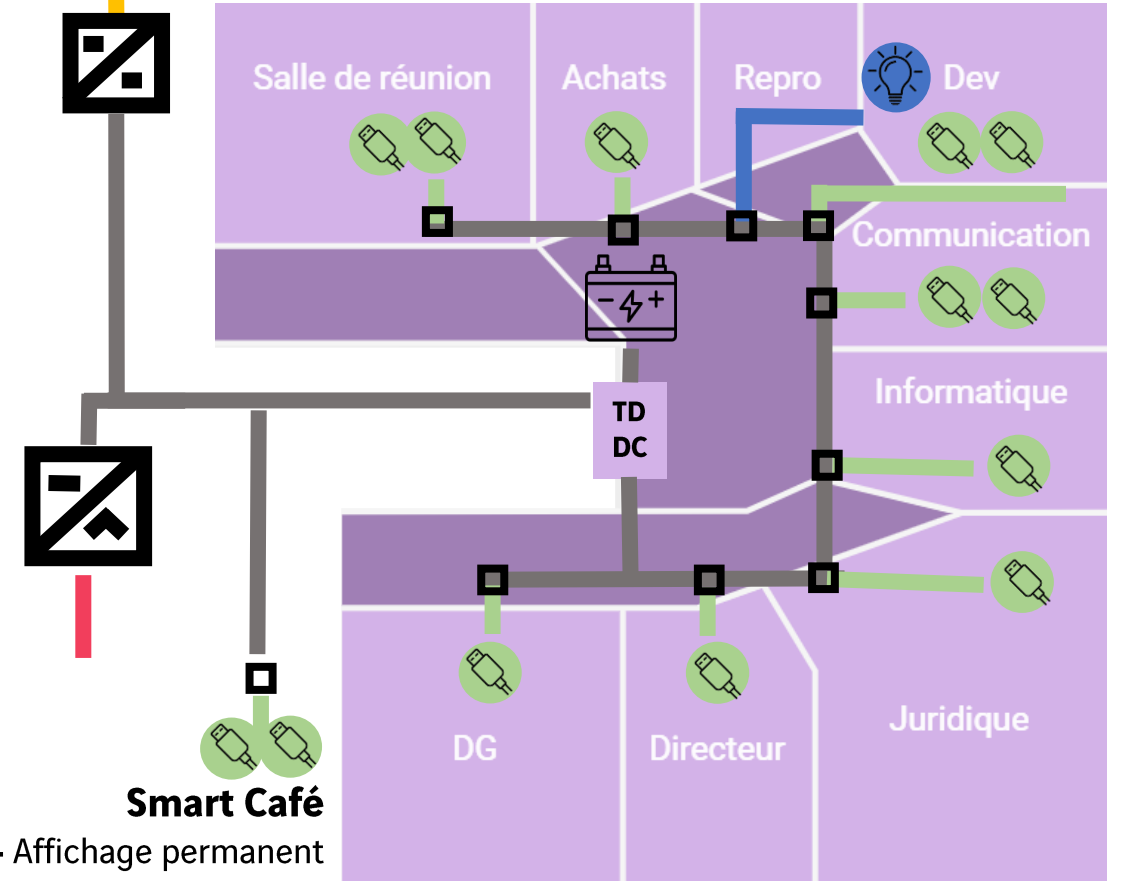 Salle de réunion
Achats
Repro
Dev
Communication
Informatique
TD
DC
Juridique
DG
Directeur
Smart Café
- Affichage permanent